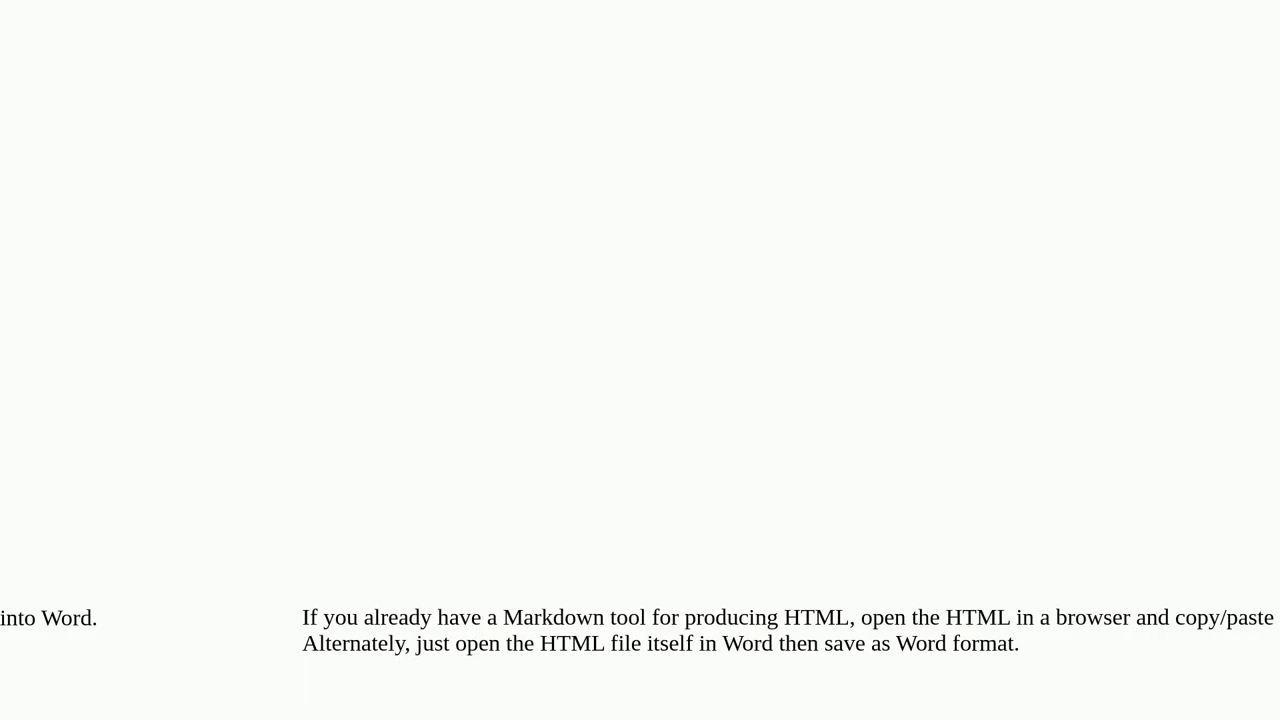 If you already have a Markdown tool for producing HTML, open the HTML in a browser and copy/paste
into Word.
Alternately, just open the HTML file itself in Word then save as Word format.